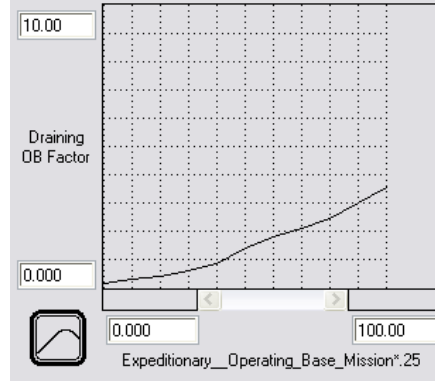 10.00
Draining
OB Factor
0.000
0.000 100.00
Expeditionary__Operating_Base_Mission*.25